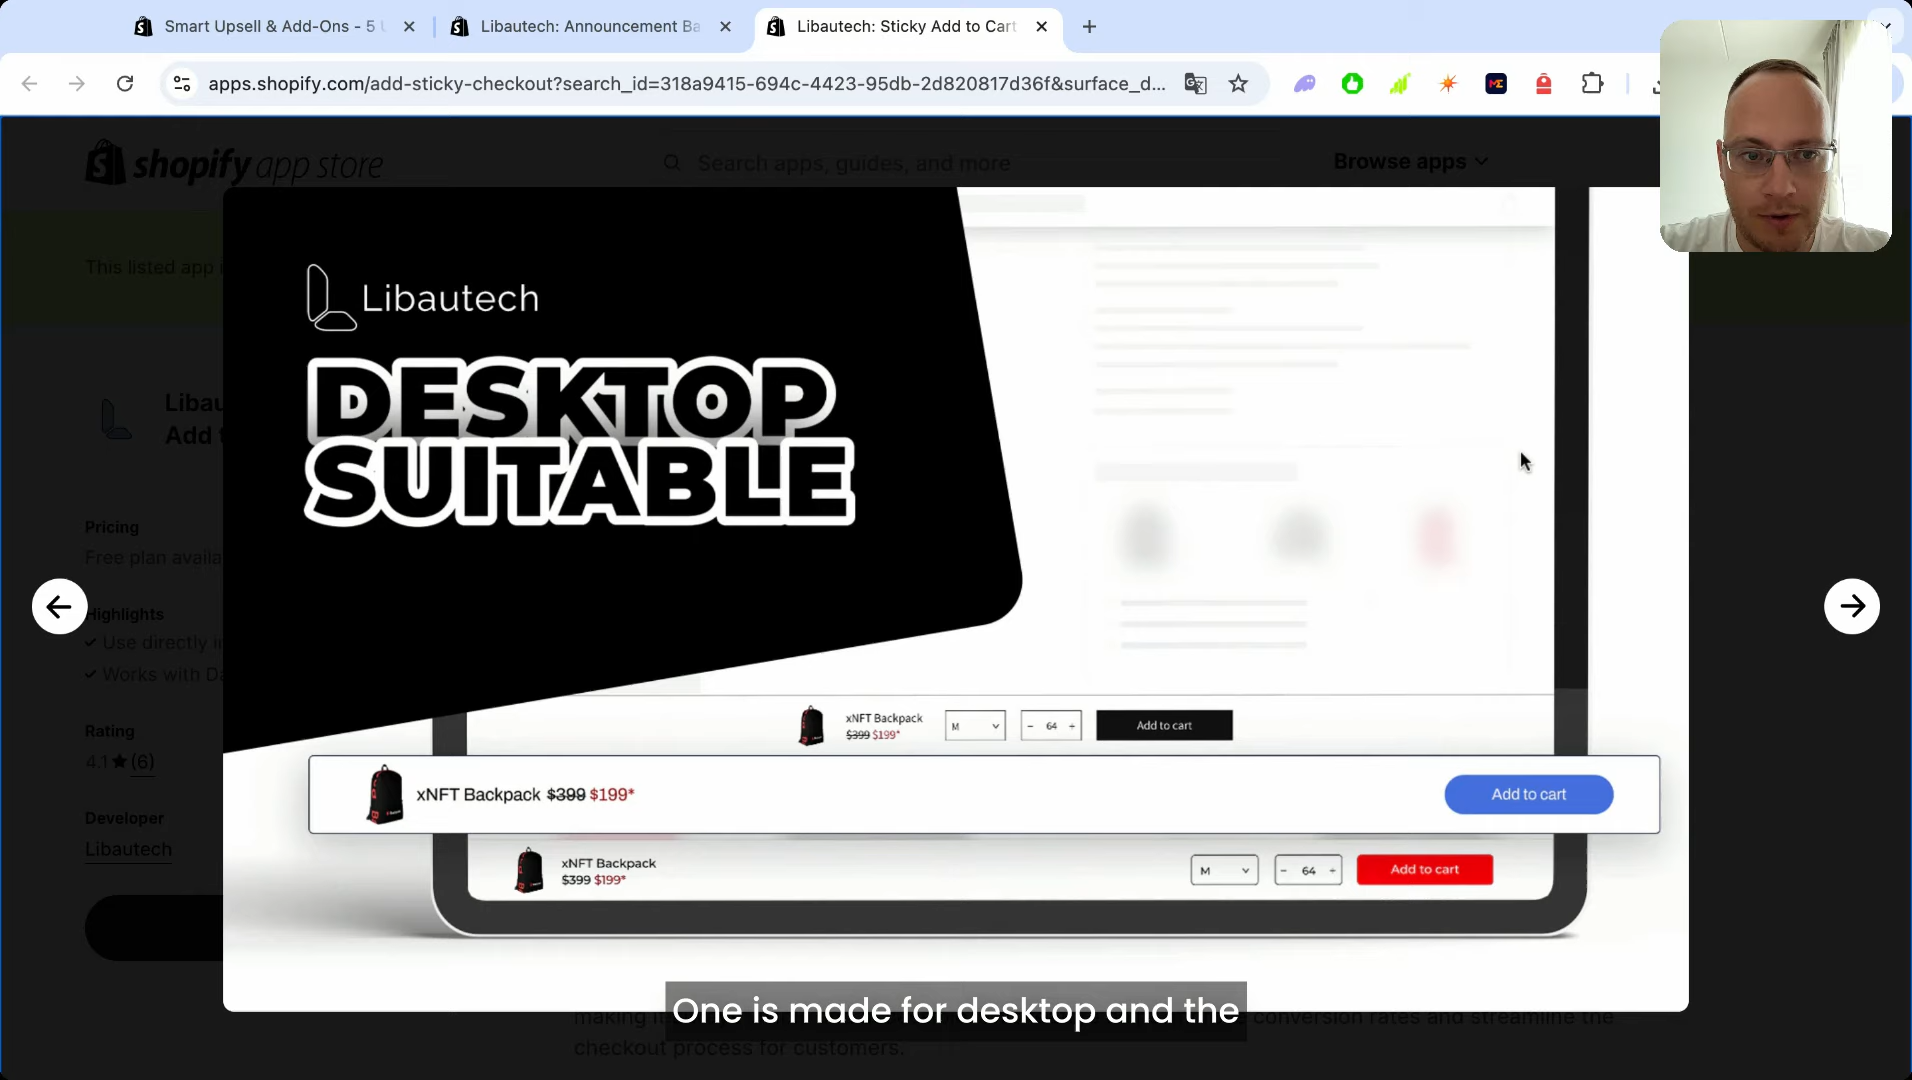 Smart Upsell & Add-Ons - 5 U
Libautech: Announcement Ba
Libautech: Sticky Add to Cart
apps.shopify.com/add-sticky-checkout?search_id=318a9415-694c-4423-95db-2d820817d36f&surface_d...
shopify app store
Search apps, guides, and more
Browse apps
This listed app i
Libau
Add t
Pricing
Free plan availa
Highlights
Use directly i
Works with Da
Rating
4.1 ★ (6)
Developer
Libautech
Libautech
DESKTOP
SUITABLE
xNFT Backpack
$399 $199*
M
- 64 +
Add to cart
xNFT Backpack $399 $199*
Add to cart
xNFT Backpack
$399 $199*
M
- 64 +
Add to cart
One is made for desktop and the
making i
conversion rates and streamline the
checkout process for customers.